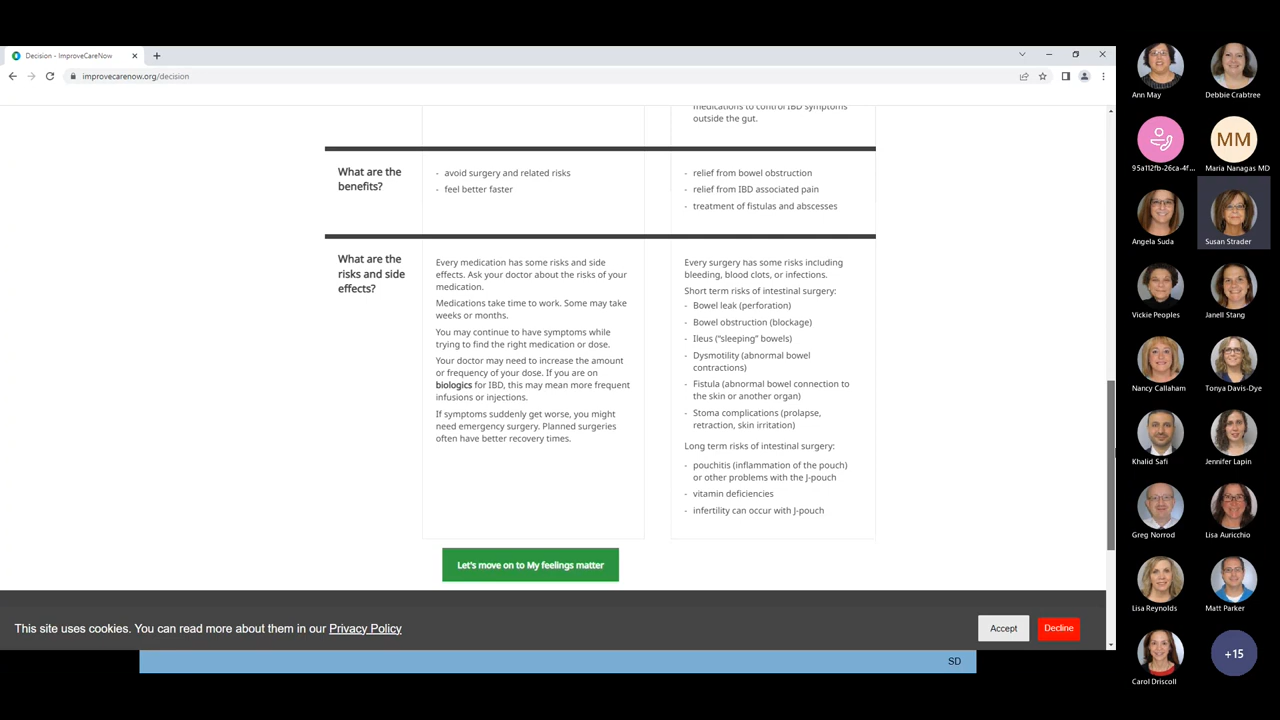 Decision - ImproveCareNow
improvecarenow.org/decision
medications to control IBD symptoms
outside the gut.
What are the
benefits?
- avoid surgery and related risks
- feel better faster
- relief from bowel obstruction
- relief from IBD associated pain
- treatment of fistulas and abscesses
What are the
risks and side
effects?
Every medication has some risks and side
effects. Ask your doctor about the risks of your
medication.
Medications take time to work. Some may take
weeks or months.
You may continue to have symptoms while
trying to find the right medication or dose.
Your doctor may need to increase the amount
or frequency of your dose. If you are on
biologics for IBD, this may mean more frequent
infusions or injections.
If symptoms suddenly get worse, you might
need emergency surgery. Planned surgeries
often have better recovery times.
Every surgery has some risks including
bleeding, blood clots, or infections.
Short term risks of intestinal surgery:
- Bowel leak (perforation)
- Bowel obstruction (blockage)
- Ileus (“sleeping” bowels)
- Dysmotility (abnormal bowel
contractions)
- Fistula (abnormal bowel connection to
the skin or another organ)
- Stoma complications (prolapse,
retraction, skin irritation)
Long term risks of intestinal surgery:
- pouchitis (inflammation of the pouch)
or other problems with the J-pouch
- vitamin deficiencies
- infertility can occur with J-pouch
Let's move on to My feelings matter
This site uses cookies. You can read more about them in our Privacy Policy
Accept
Decline
SD
Ann May
Debbie Crabtree
MM
95a112fb-26ca-4f...
Maria Nanagas MD
Angela Suda
Susan Strader
Vickie Peoples
Janell Stang
Nancy Callaham
Tonya Davis-Dye
Khalid Safi
Jennifer Lapin
Greg Norrod
Lisa Auricchio
Lisa Reynolds
Matt Parker
Carol Driscoll
+15